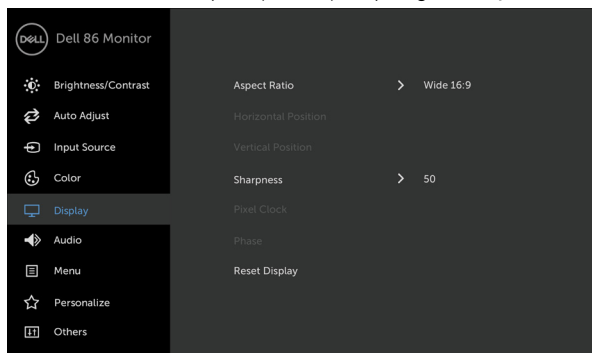 DELL Dell 86 Monitor
Brightness/Contrast
Auto Adjust
Input Source
Color
Display
Audio
Menu
Personalize
Others
Aspect Ratio > Wide 16:9
Horizontal Position
Vertical Position
Sharpness > 50
Pixel Clock
Phase
Reset Display